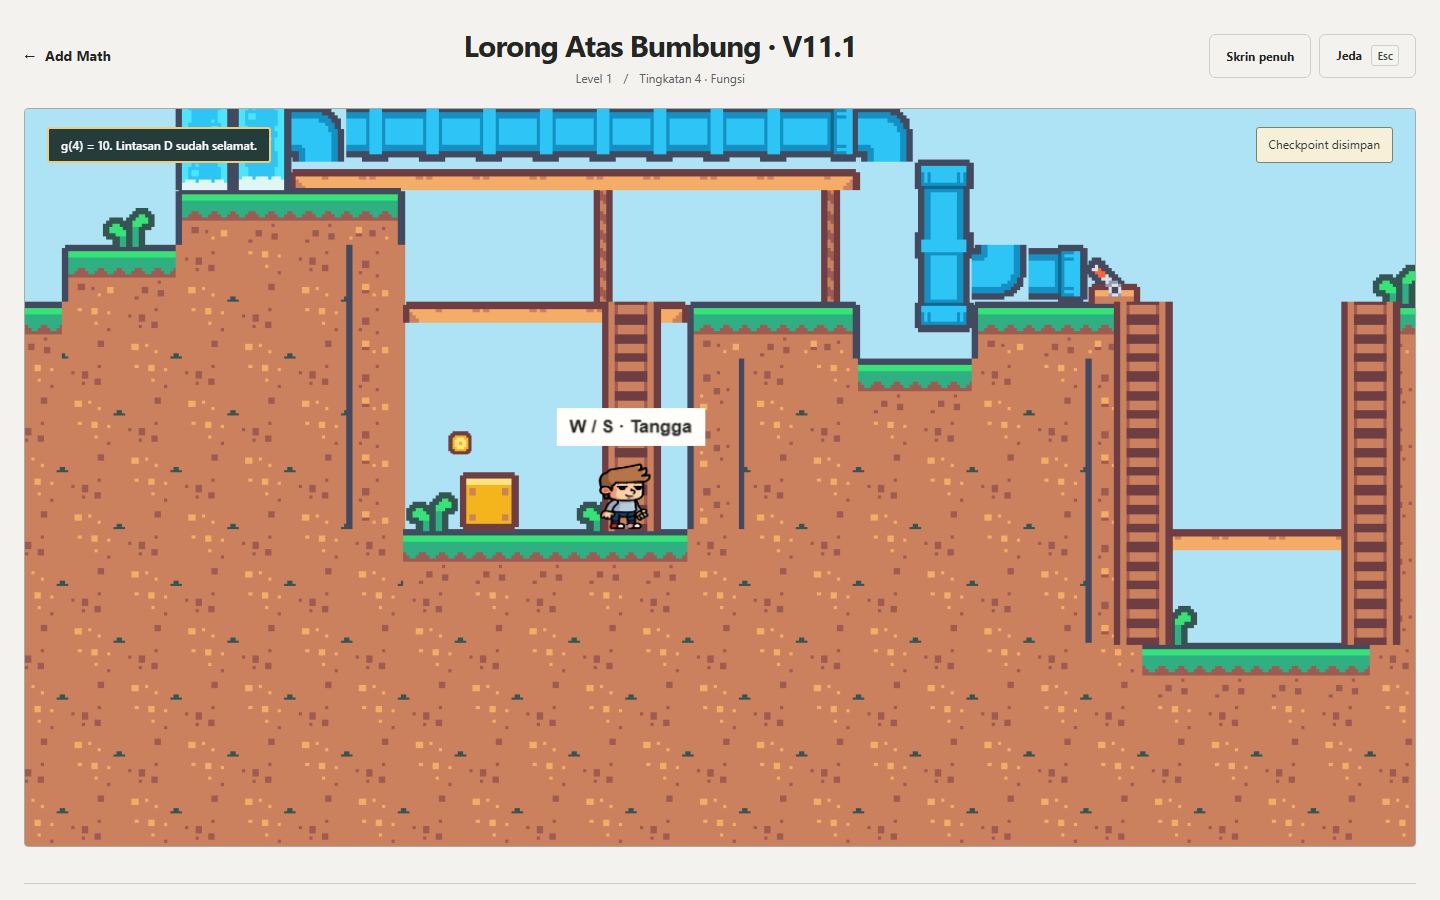 ← Add Math
Lorong Atas Bumbung · V11.1
Level 1 / Tingkatan 4 · Fungsi
Skrin penuh
Jeda Esc
g(4) = 10. Lintasan D sudah selamat.
Checkpoint disimpan
W / S · Tangga